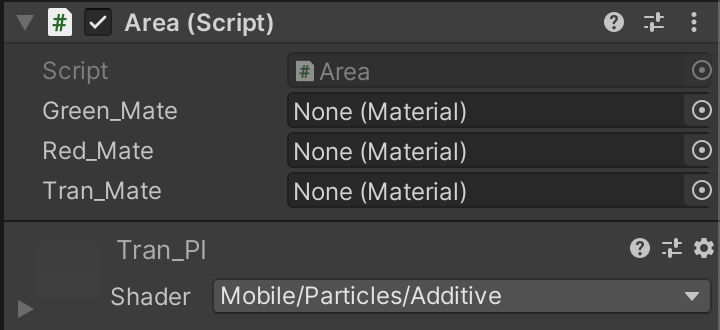 # Area (Script)
Script # Area
Green_Mate None (Material)
Red_Mate None (Material)
Tran_Mate None (Material)
Tran_Pl
Shader Mobile/Particles/Additive